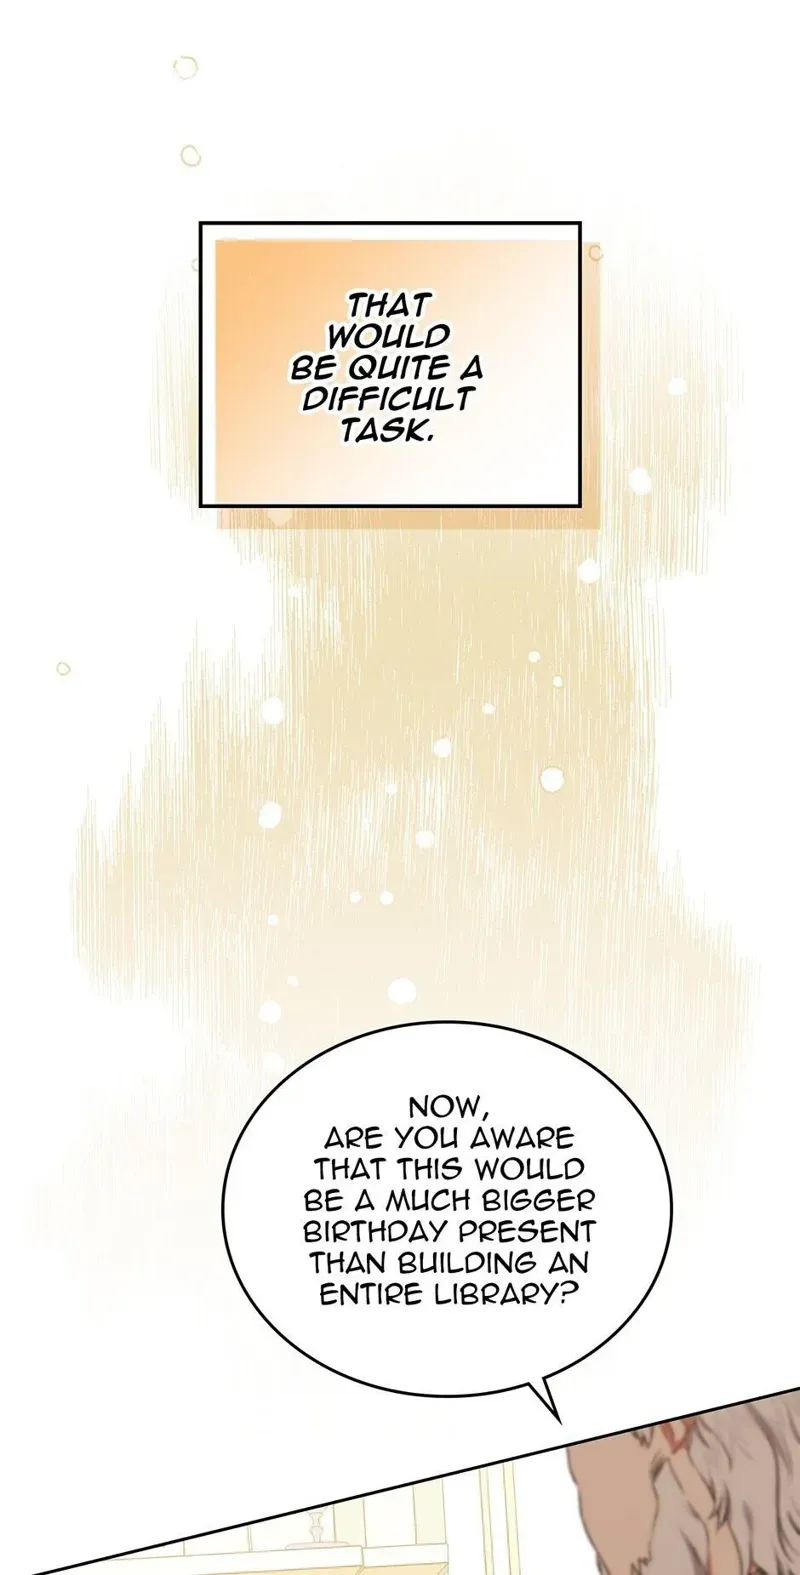 THAT
WOULD
BE QUITE A
DIFFICULT
TASK.
NOW,
ARE YOU AWARE
THAT THIS WOULD
BE A MUCH BIGGER
BIRTHDAY PRESENT
THAN BUILDING AN
ENTIRE LIBRARY?